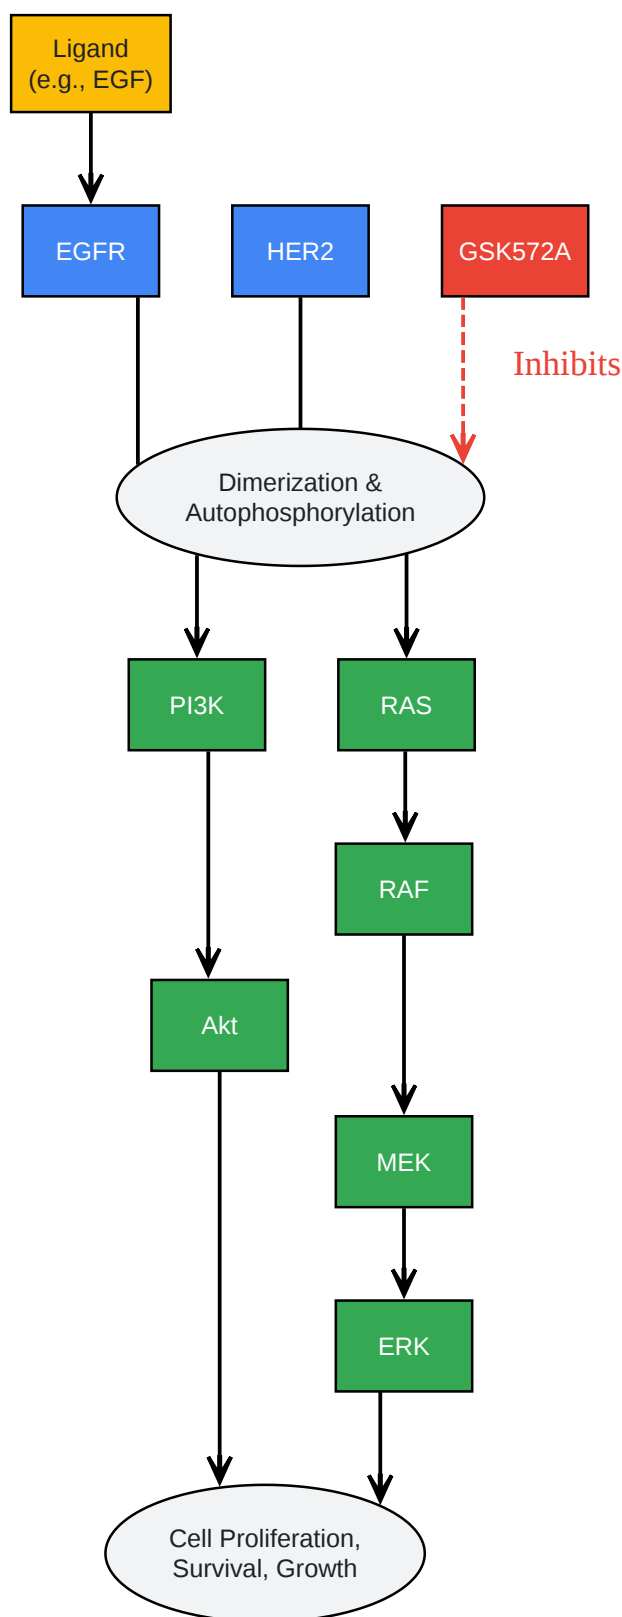 Ligand
(e.g., EGF)
EGFR
HER2
GSK572A
Inhibits
Dimerization &
Autophosphorylation
PI3K
RAS
RAF
Akt
MEK
ERK
Cell Proliferation,
Survival, Growth